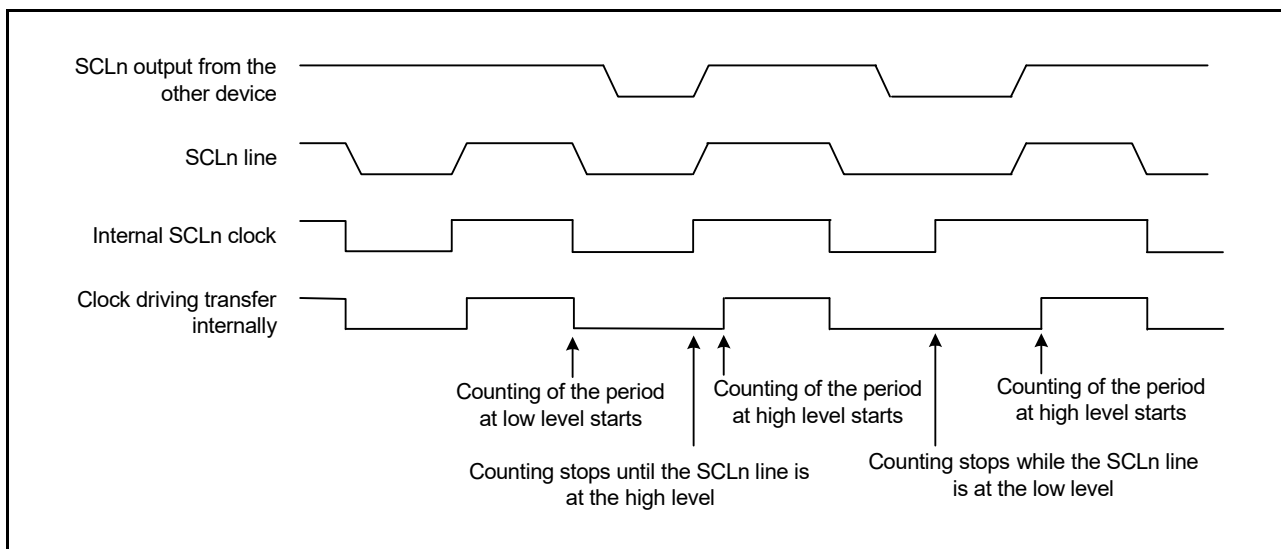 SCLn output from the
other device
SCLn line
Internal SCLn clock
Clock driving transfer
internally
Counting of the period
at low level starts
Counting of the period
at high level starts
Counting of the period
at high level starts
Counting stops until the SCLn line is
at the high level
Counting stops while the SCLn line
is at the low level